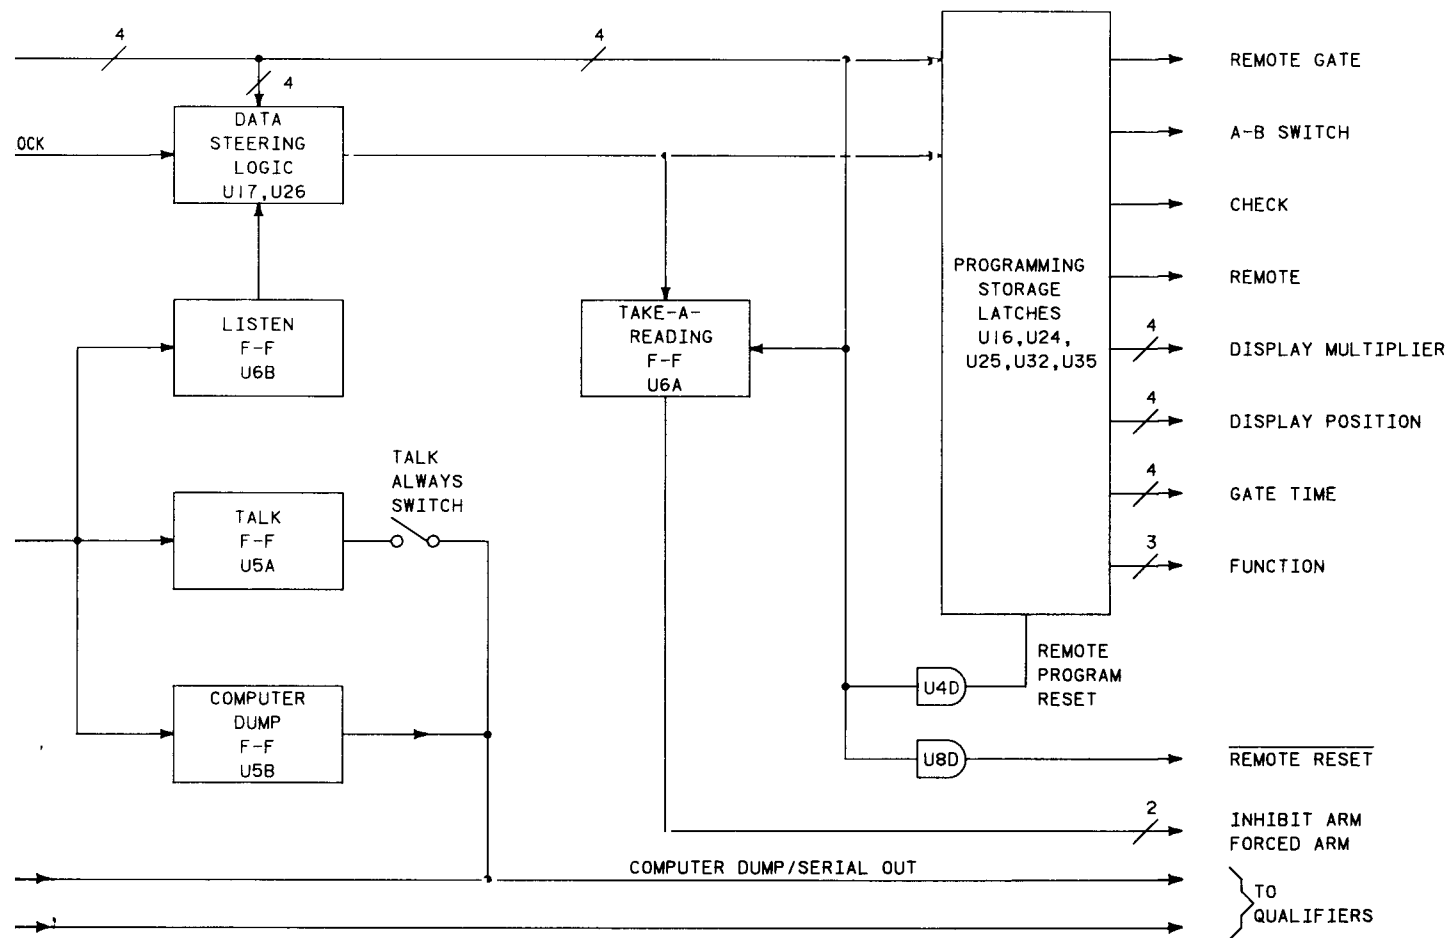 4
4
4
REMOTE GATE
DATA
STEERING
LOGIC
U17,U26
OCK
A-B SWITCH
CHECK
PROGRAMMING
STORAGE
LATCHES
U16,U24,
U25,U32,U35
REMOTE
LISTEN
F-F
U6B
TAKE-A-
READING
F-F
U6A
4
DISPLAY MULTIPLIER
4
DISPLAY POSITION
TALK
ALWAYS
SWITCH
4
GATE TIME
TALK
F-F
U5A
3
FUNCTION
REMOTE
PROGRAM
RESET
U4D
COMPUTER
DUMP
F-F
U5B
U8D
REMOTE RESET
2
INHIBIT ARM
FORCED ARM
COMPUTER DUMP/SERIAL OUT
TO
QUALIFIERS